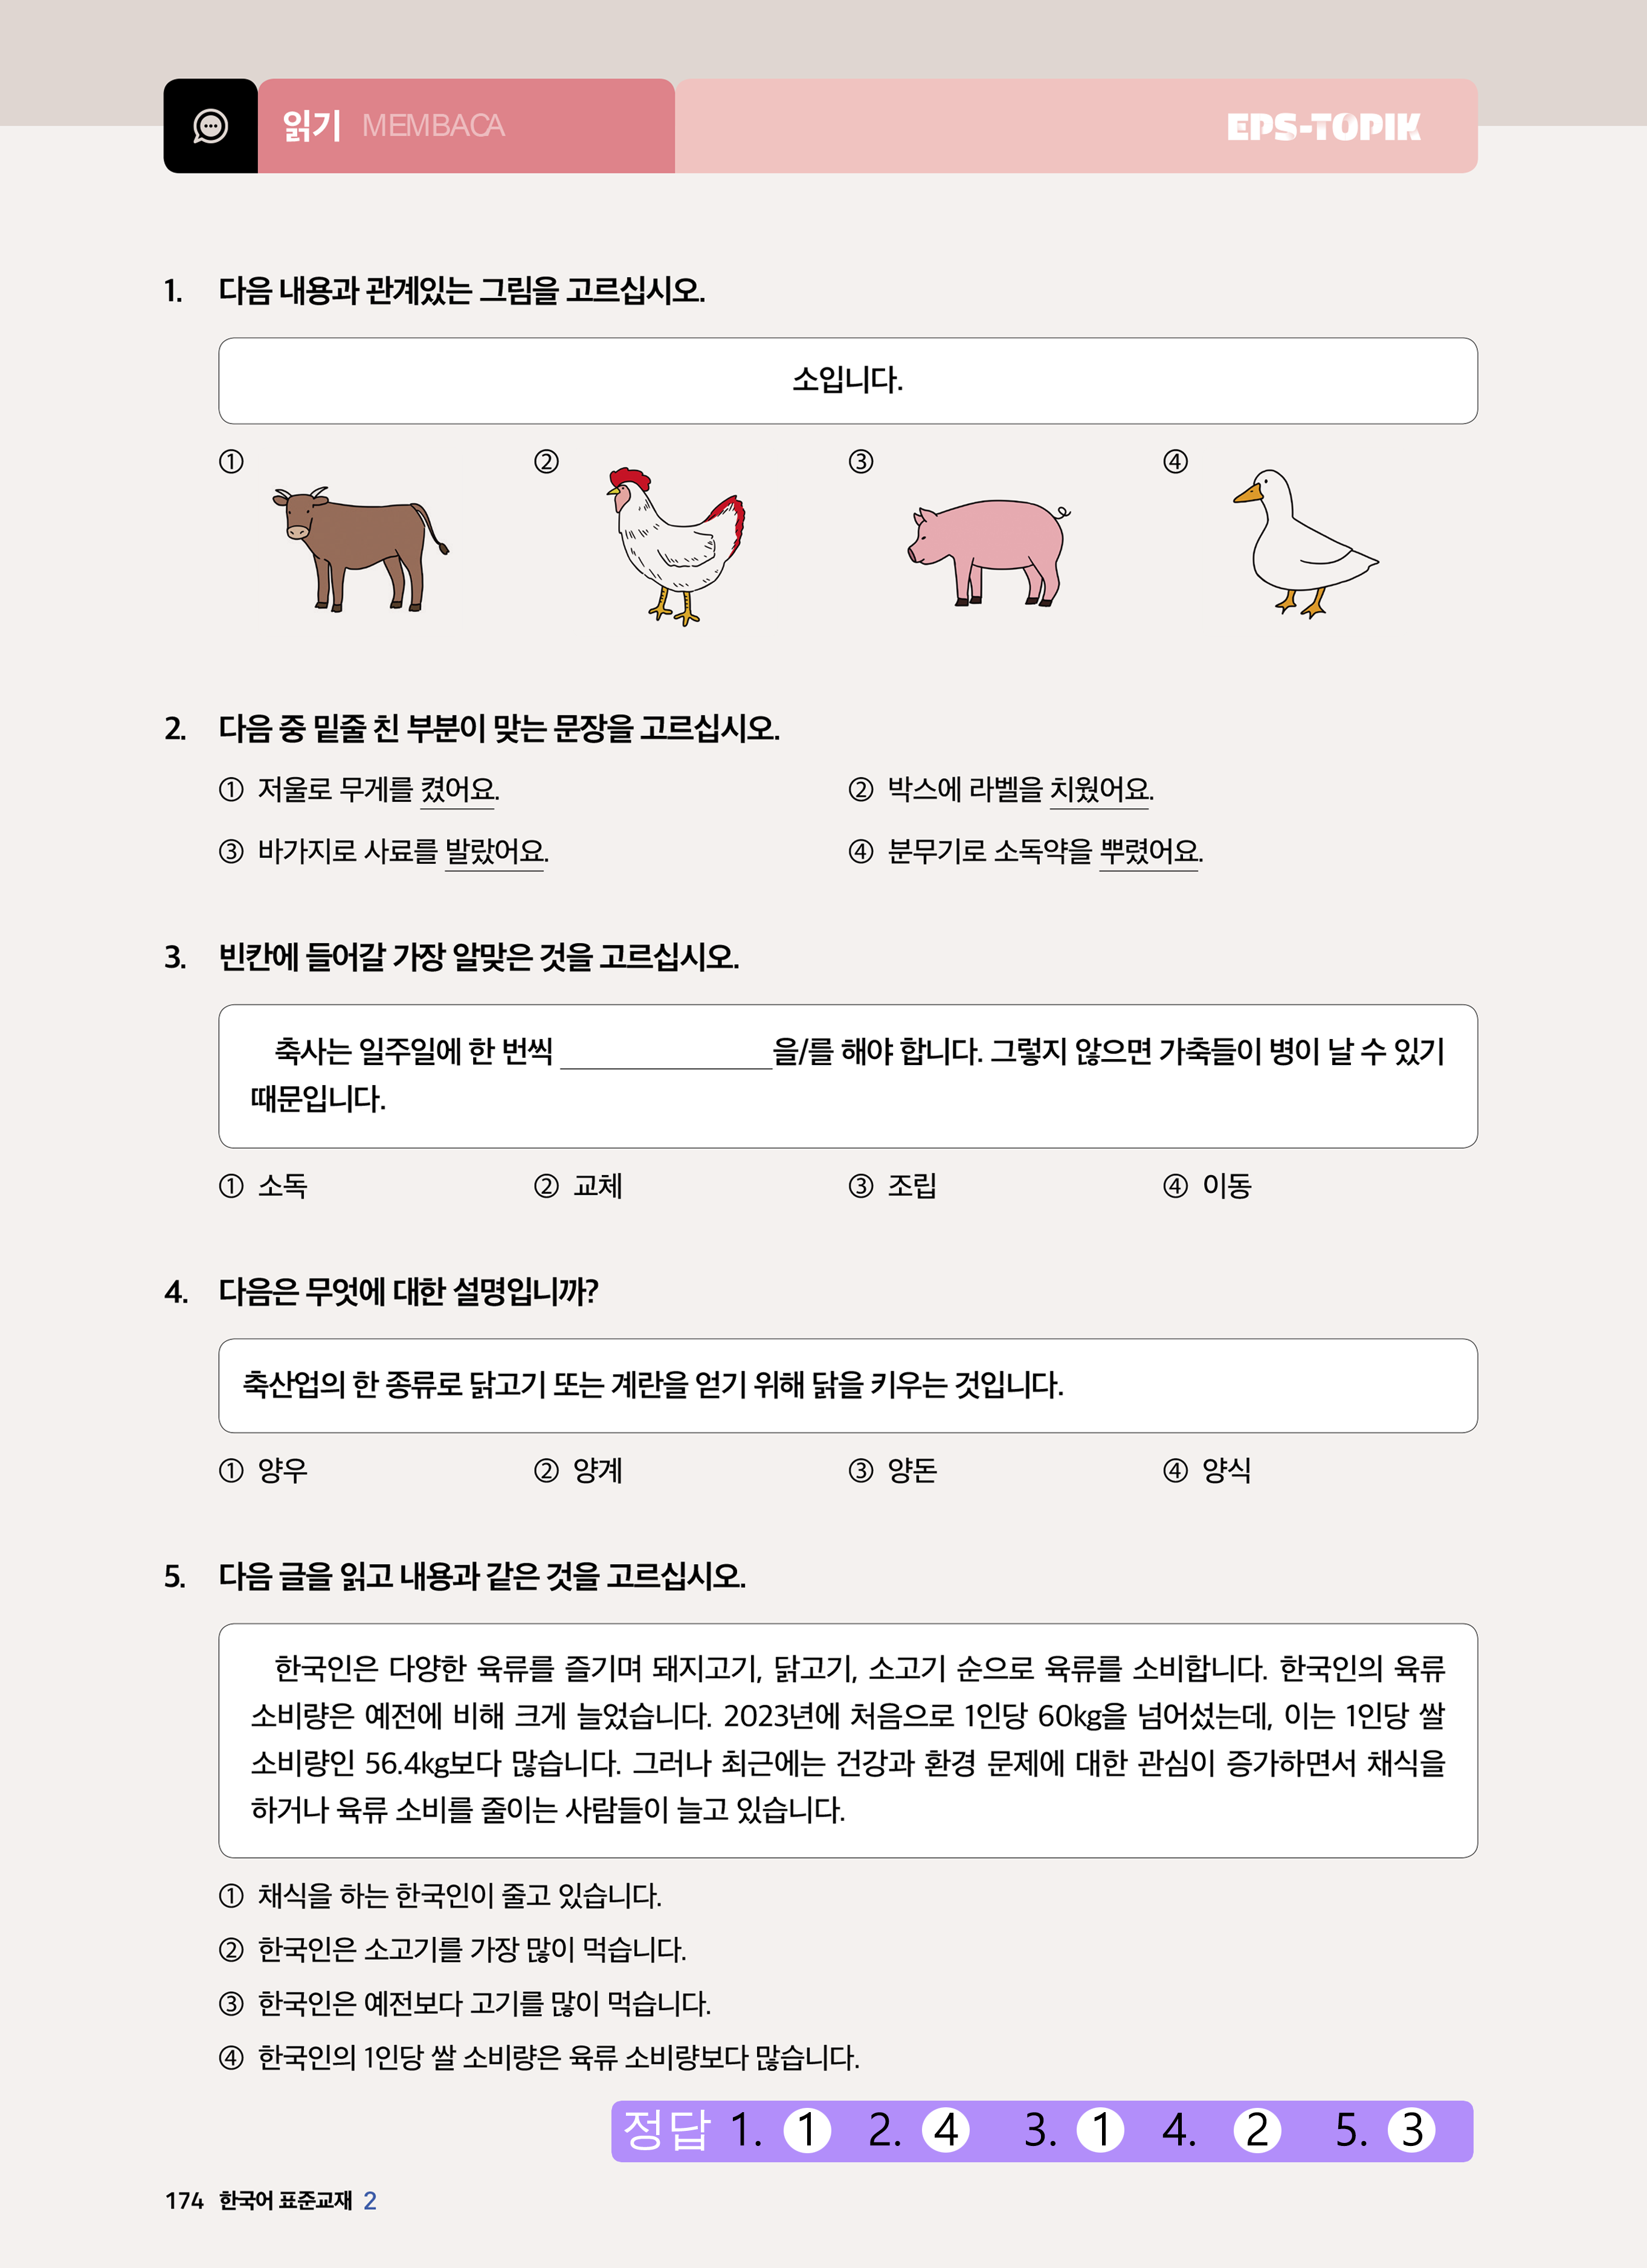 읽기 MEMBACA EPS-TOPIK
1. 다음 내용과 관계있는 그림을 고르십시오.
소입니다.
① ② ③ ④
2. 다음 중 밑줄 친 부분이 맞는 문장을 고르십시오.
① 저울로 무게를 켰어요. ② 박스에 라벨을 치웠어요.
③ 바가지로 사료를 발랐어요. ④ 분무기로 소독약을 뿌렸어요.
3. 빈칸에 들어갈 가장 알맞은 것을 고르십시오.
축사는 일주일에 한 번씩 ____________을/를 해야 합니다. 그렇지 않으면 가축들이 병이 날 수 있기
때문입니다.
① 소독 ② 교체 ③ 조립 ④ 이동
4. 다음은 무엇에 대한 설명입니까?
축산업의 한 종류로 닭고기 또는 계란을 얻기 위해 닭을 키우는 것입니다.
① 양우 ② 양계 ③ 양돈 ④ 양식
5. 다음 글을 읽고 내용과 같은 것을 고르십시오.
한국인은 다양한 육류를 즐기며 돼지고기, 닭고기, 소고기 순으로 육류를 소비합니다. 한국인의 육류
소비량은 예전에 비해 크게 늘었습니다. 2023년에 처음으로 1인당 60kg을 넘어섰는데, 이는 1인당 쌀
소비량인 56.4kg보다 많습니다. 그러나 최근에는 건강과 환경 문제에 대한 관심이 증가하면서 채식을
하거나 육류 소비를 줄이는 사람들이 늘고 있습니다.
① 채식을 하는 한국인이 줄고 있습니다.
② 한국인은 소고기를 가장 많이 먹습니다.
③ 한국인은 예전보다 고기를 많이 먹습니다.
④ 한국인의 1인당 쌀 소비량은 육류 소비량보다 많습니다.
정답 1. 1 2. 4 3. 1 4. 2 5. 3
174 한국어 표준교재 2